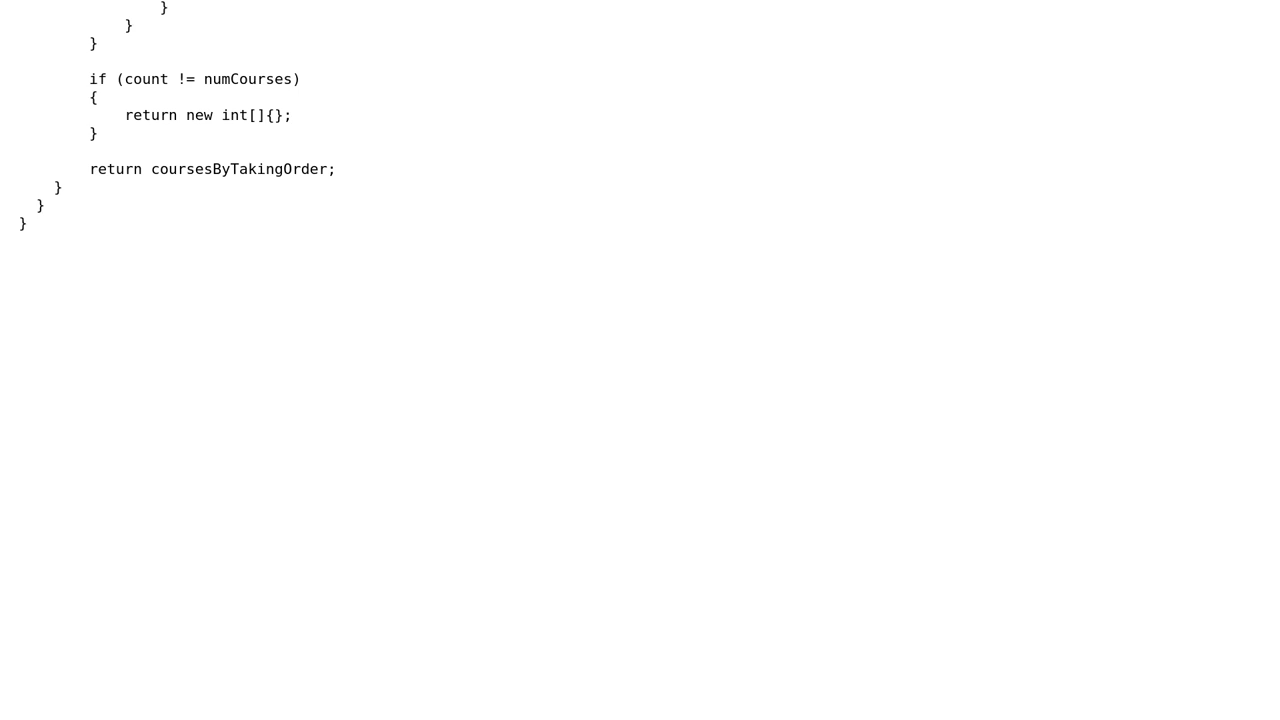 }
            }
        }

        if (count != numCourses)
        {
            return new int[]{};
        }

        return coursesByTakingOrder;
    }
  }
}